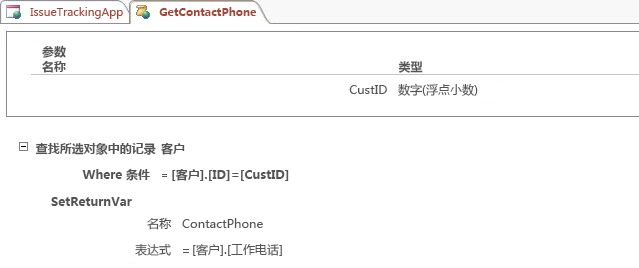 IssueTrackingApp GetContactPhone
参数
名称 类型
CustID 数字(浮点小数)
查找所选对象中的记录 客户
Where 条件 = [客户].[ID]=[CustID]
SetReturnVar
名称 ContactPhone
表达式 = [客户].[工作电话]